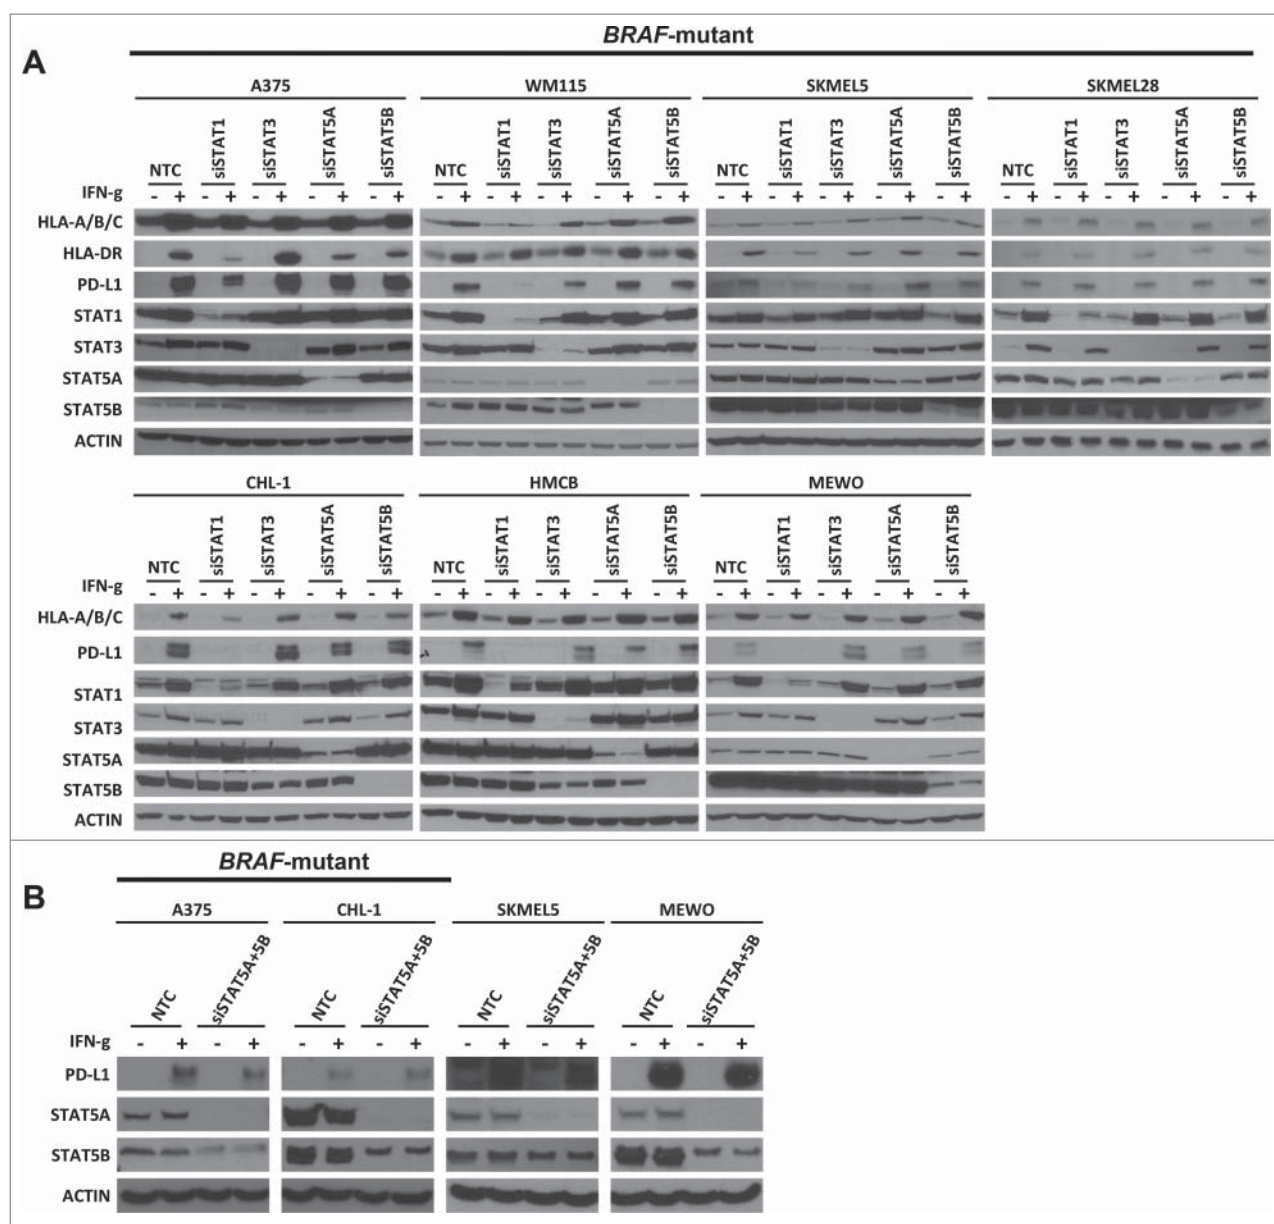 BRAF-mutant
A
A375 WM115 SKMEL5 SKMEL28
NTC siSTAT1 siSTAT3 siSTAT5A siSTAT5B NTC siSTAT1 siSTAT3 siSTAT5A siSTAT5B NTC siSTAT1 siSTAT3 siSTAT5A siSTAT5B NTC siSTAT1 siSTAT3 siSTAT5A siSTAT5B
IFN-g - + - + - + - + - + - + - + - + - + - + - + - + - + - + - + - + - + - + - + - +
HLA-A/B/C
HLA-DR
PD-L1
STAT1
STAT3
STAT5A
STAT5B
ACTIN
CHL-1 HMCB MEWO
NTC siSTAT1 siSTAT3 siSTAT5A siSTAT5B NTC siSTAT1 siSTAT3 siSTAT5A siSTAT5B NTC siSTAT1 siSTAT3 siSTAT5A siSTAT5B
IFN-g - + - + - + - + - + - + - + - + - + - + - + - + - + - + - +
HLA-A/B/C
PD-L1
STAT1
STAT3
STAT5A
STAT5B
ACTIN
BRAF-mutant
B
A375 CHL-1 SKMEL5 MEWO
NTC siSTAT5A+5B NTC siSTAT5A+5B NTC siSTAT5A+5B NTC siSTAT5A+5B
IFN-g - + - + - + - + - + - + - + - +
PD-L1
STAT5A
STAT5B
ACTIN